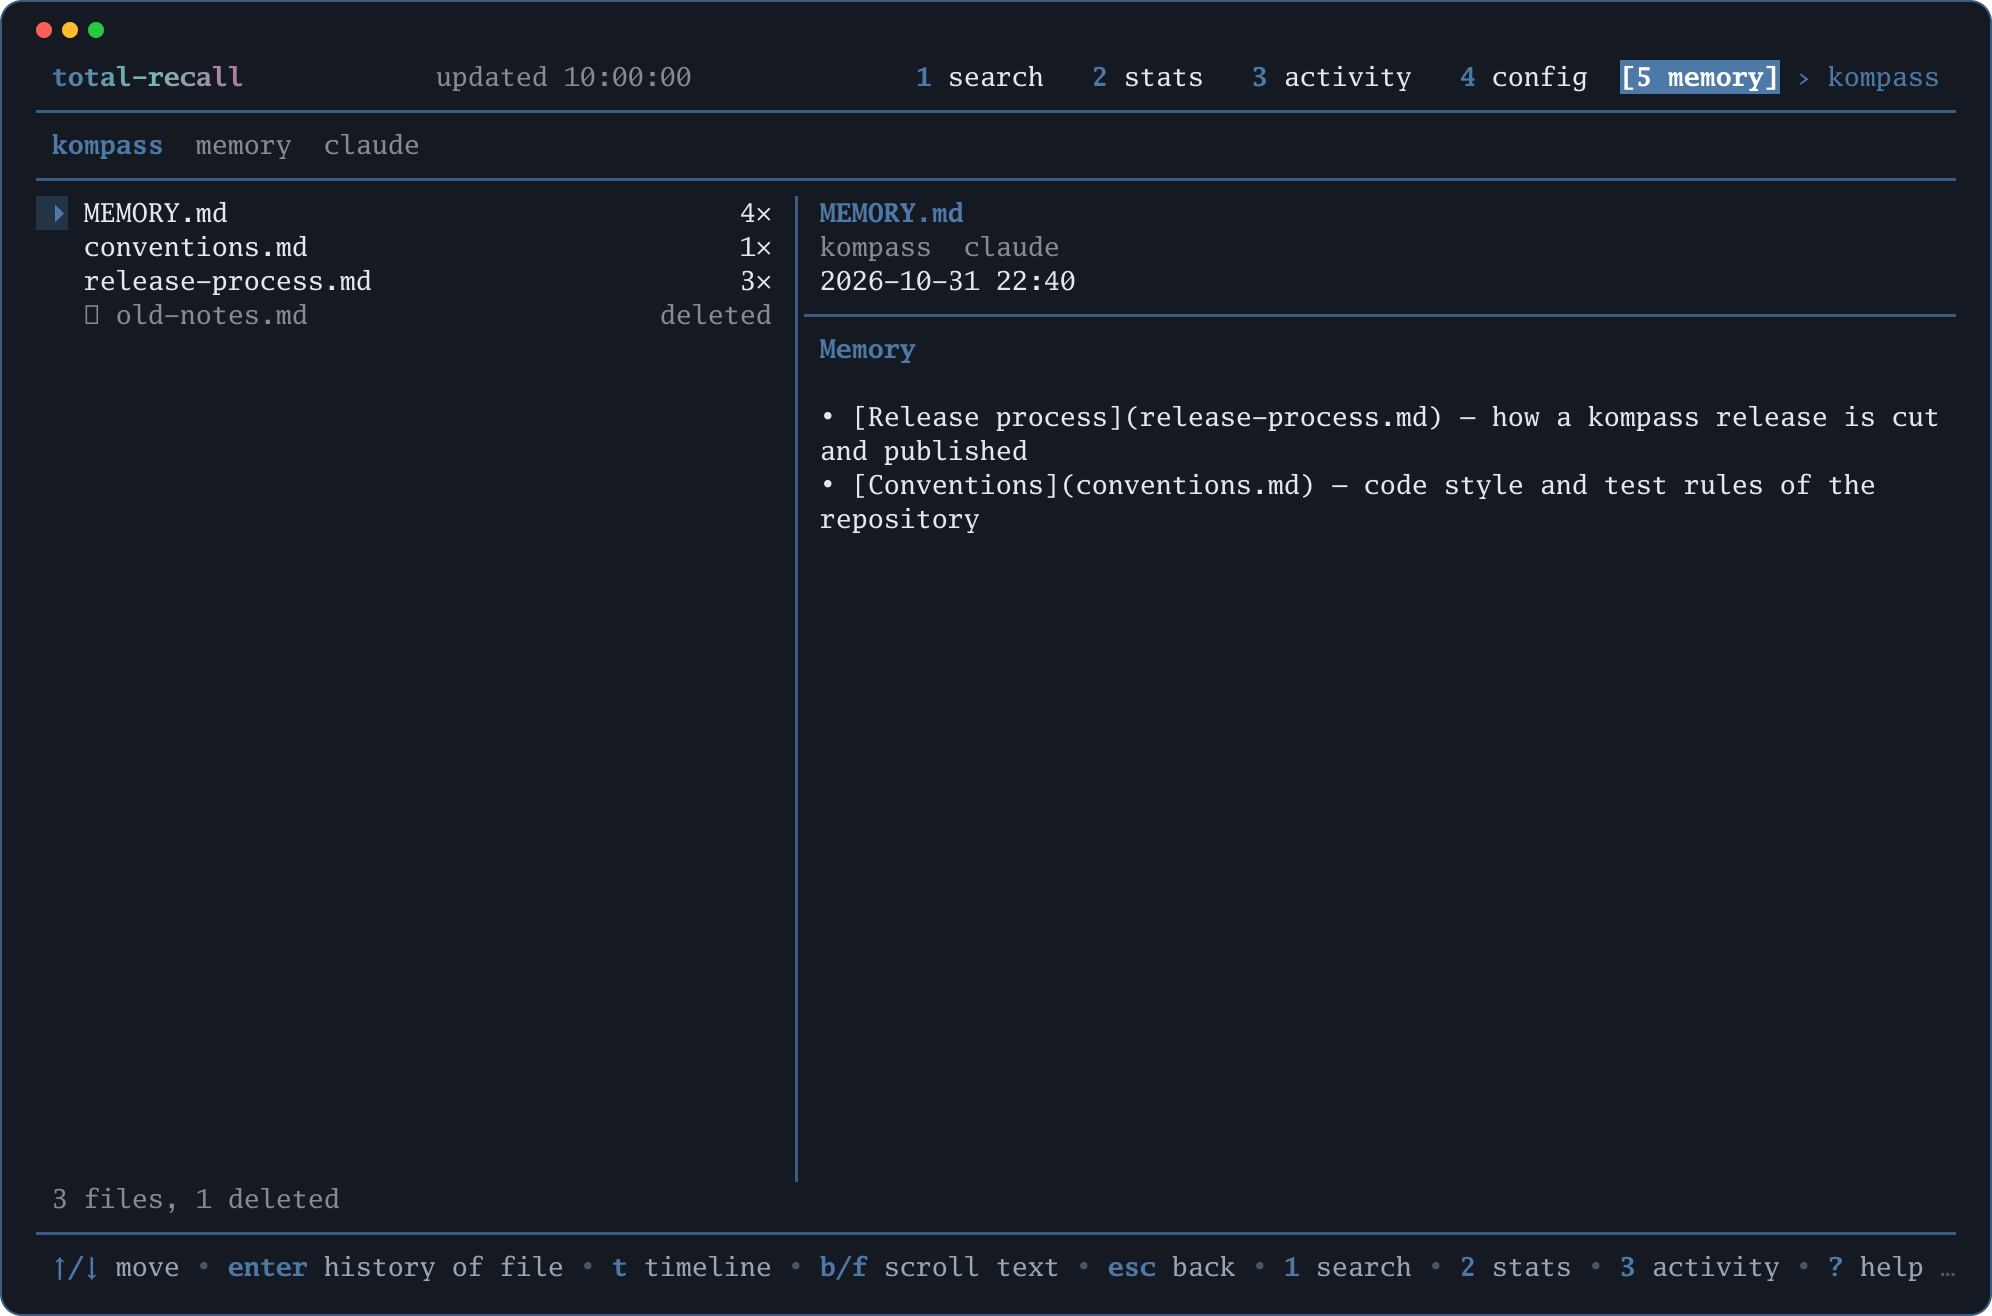 total-recall updated 10:00:00 1 search 2 stats 3 activity 4 config [5 memory] › kompass
kompass memory claude
MEMORY.md 4×
conventions.md 1×
release-process.md 3×
old-notes.md deleted
3 files, 1 deleted
MEMORY.md
kompass claude
2026-10-31 22:40
Memory
• [Release process](release-process.md) — how a kompass release is cut
and published
• [Conventions](conventions.md) — code style and test rules of the
repository
↑/↓ move • enter history of file • t timeline • b/f scroll text • esc back • 1 search • 2 stats • 3 activity • ? help …